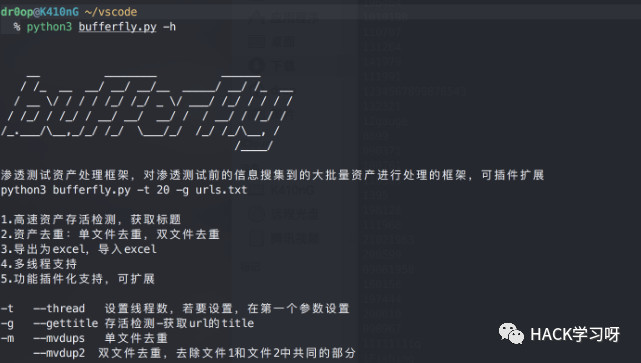 dr0op@K410nG ~/vscode
% python3 bufferfly.py -h
bufferfly
渗透测试资产处理框架，对渗透测试前的信息搜集到的大批量资产进行处理的框架，可插件扩展
python3 bufferfly.py -t 20 -g urls.txt
1.高速资产存活检测，获取标题
2.资产去重：单文件去重，双文件去重
3.导出为excel，导入excel
4.多线程支持
5.功能插件化支持，可扩展
-t --thread 设置线程数，若要设置，在第一个参数设置
-g --gettitle 存活检测-获取url的title
-m --mvdups 单文件去重
--mvdup2 双文件去重，去除文件1和文件2中共同的部分
HACK学习呀